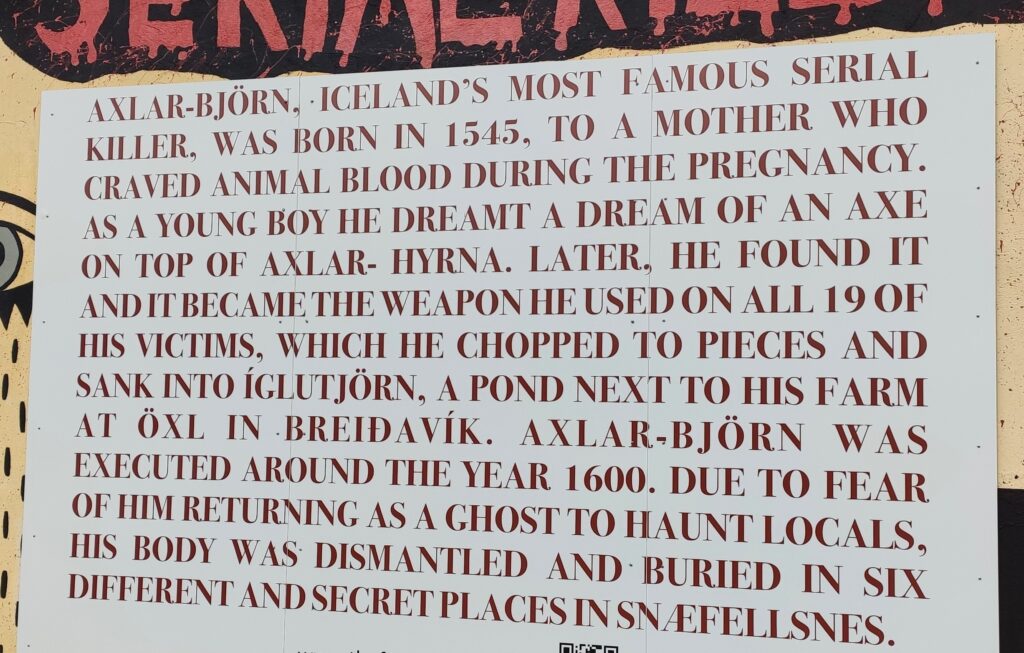 SERIAL KILLER
AXLAR-BJÖRN, ICELAND'S MOST FAMOUS SERIAL
KILLER, WAS BORN IN 1545, TO A MOTHER WHO
CRAVED ANIMAL BLOOD DURING THE PREGNANCY.
AS A YOUNG BOY HE DREAMT A DREAM OF AN AXE
ON TOP OF AXLAR- HYRNA. LATER, HE FOUND IT
AND IT BECAME THE WEAPON HE USED ON ALL 19 OF
HIS VICTIMS, WHICH HE CHOPPED TO PIECES AND
SANK INTO ÍGLUTJÖRN, A POND NEXT TO HIS FARM
AT ÖXL IN BREIÐAVÍK. AXLAR-BJÖRN WAS
EXECUTED AROUND THE YEAR 1600. DUE TO FEAR
OF HIM RETURNING AS A GHOST TO HAUNT LOCALS,
HIS BODY WAS DISMANTLED AND BURIED IN SIX
DIFFERENT AND SECRET PLACES IN SNÆFELLSNES.